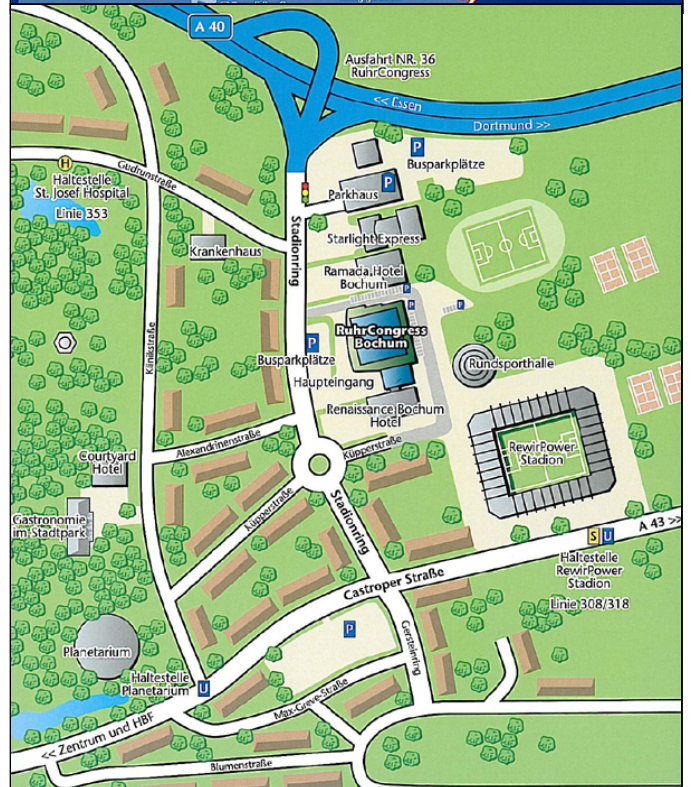 A 40
Ausfahrt NR. 36
RuhrCongress
<< Essen
Dortmund >>
P
Busparkplätze
H
Haltestelle
St. Josef Hospital
Linie 353
Gudrunstraße
Parkhaus
P
Stadionring
Krankenhaus
Starlight Express
Ramada Hotel
Bochum
P
P
P
RuhrCongress
Bochum
P
Busparkplätze
Haupteingang
Rundsporthalle
Klinikstraße
Renaissance Bochum
Hotel
Alexandrinenstraße
Küpperstraße
RewirPower
Stadion
Courtyard
Hotel
Küpperstraße
Stadionring
Gastronomie
im Stadtpark
A 43 >>
S U
Haltestelle
RewirPower
Stadion
Linie 308/318
Castroper Straße
P
Gersteinring
Planetarium
Haltestelle
Planetarium
U
Max-Greve-Straße
<< Zentrum und HBF
Blumenstraße